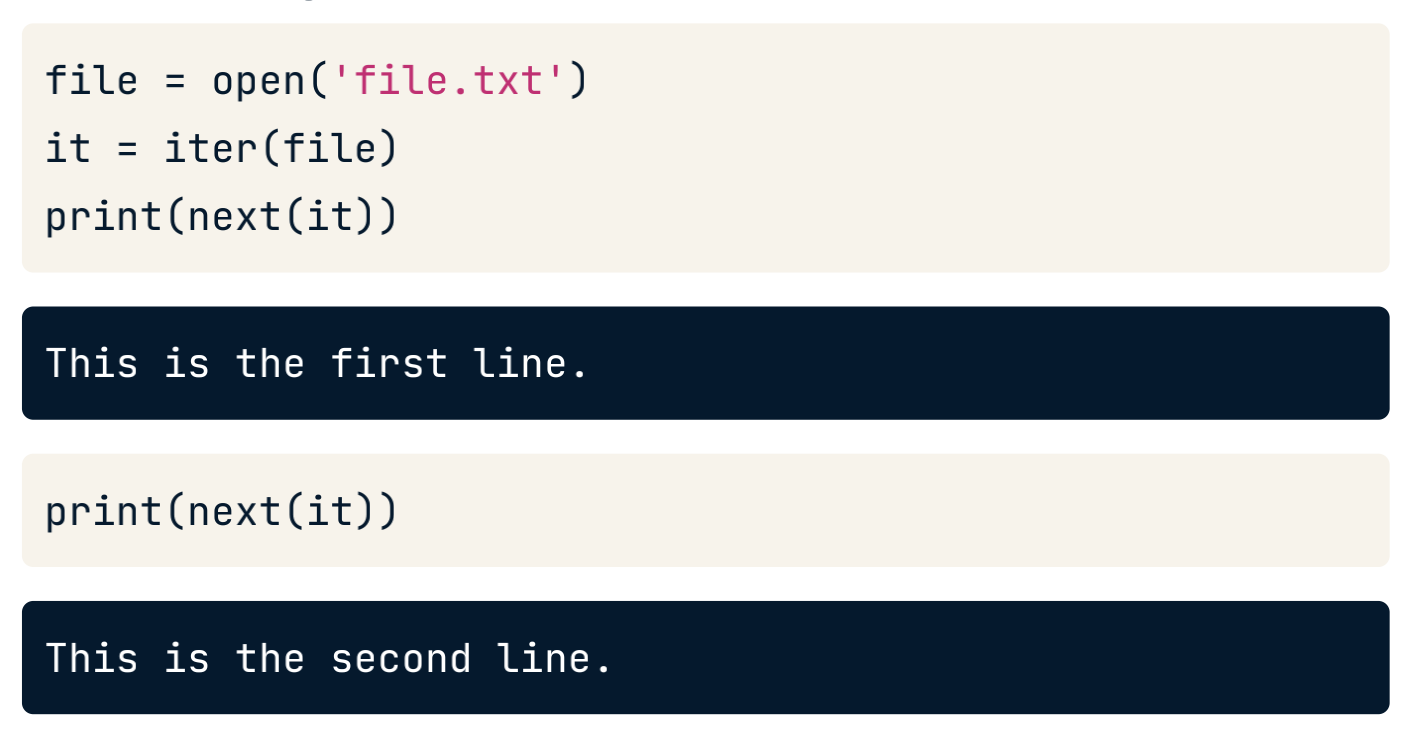 file = open('file.txt')
it = iter(file)
print(next(it))
This is the first line.
print(next(it))
This is the second line.